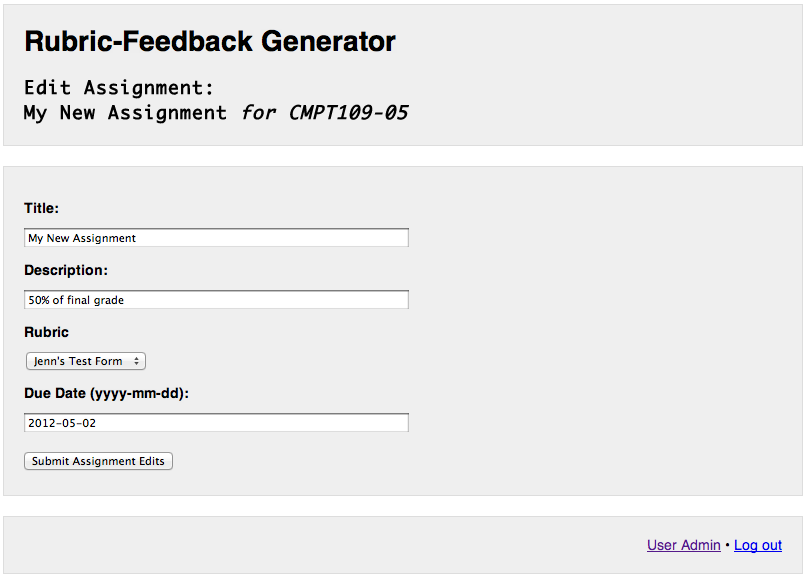 Rubric-Feedback Generator
Edit Assignment:
My New Assignment for CMPT109-05
Title:
My New Assignment
Description:
50% of final grade
Rubric
Jenn's Test Form
Due Date (yyyy-mm-dd):
2012-05-02
Submit Assignment Edits
User Admin • Log out